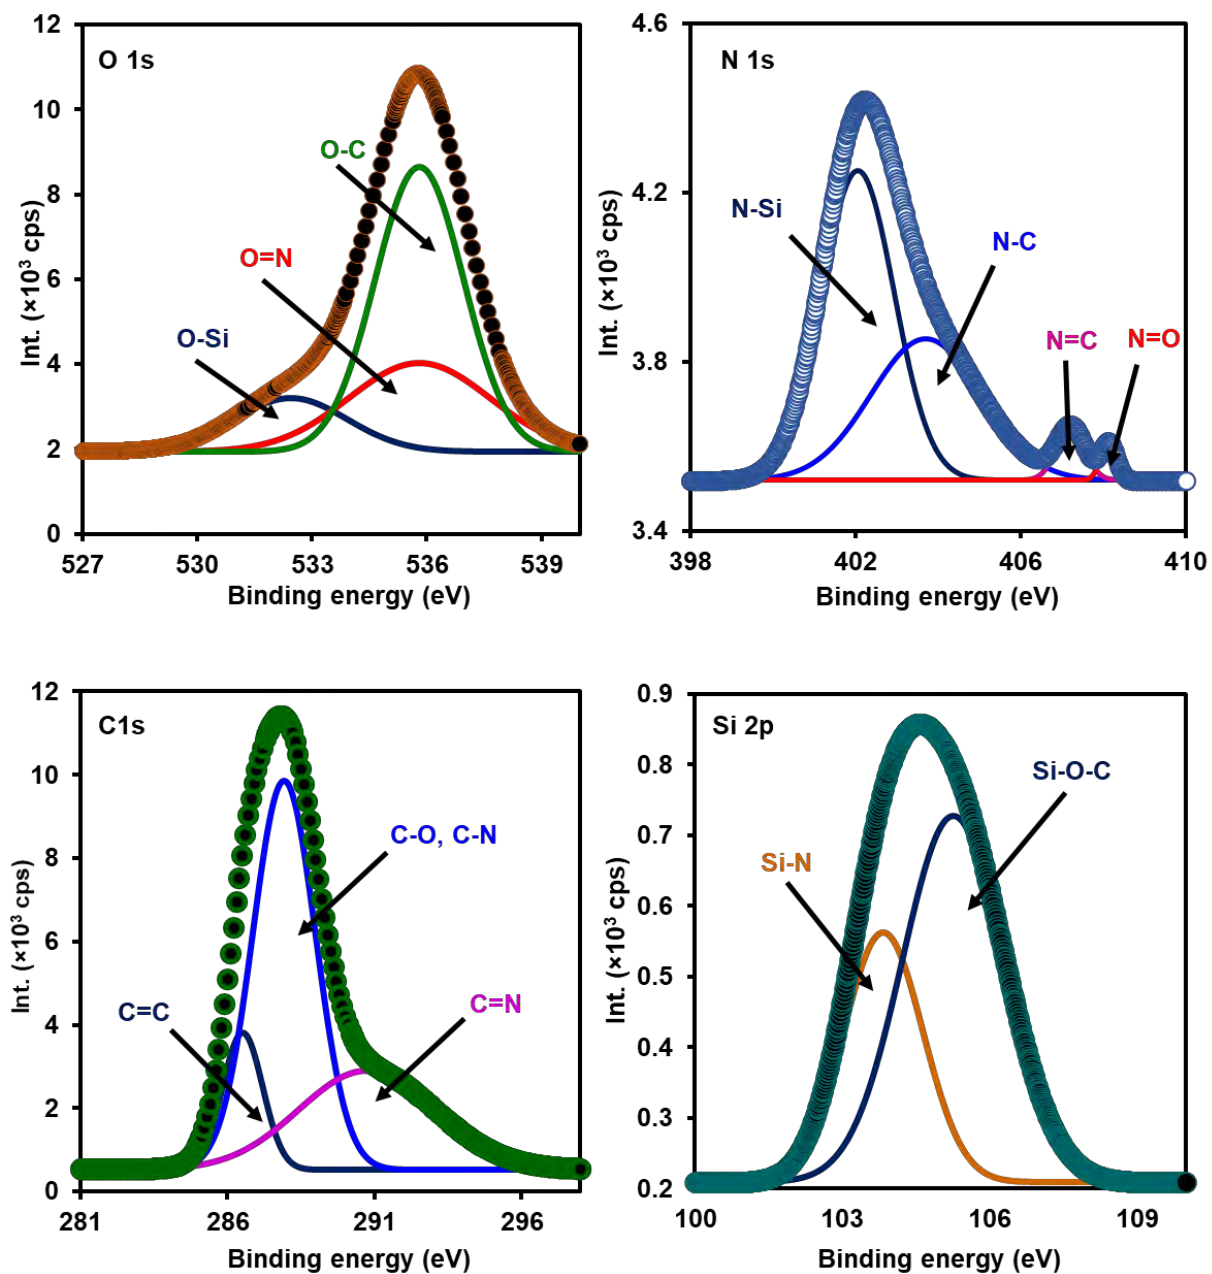 O 1s
12
10
8
6
4
2
0
Int. (×10³ cps)
O-C
O=N
O-Si
527
530
533
536
539
Binding energy (eV)
N 1s
4.6
4.2
3.8
3.4
Int. (×10³ cps)
N-Si
N-C
N=C
N=O
398
402
406
410
Binding energy (eV)
C1s
12
10
8
6
4
2
0
Int. (×10³ cps)
C-O, C-N
C=C
C=N
281
286
291
296
Binding energy (eV)
Si 2p
0.9
0.8
0.7
0.6
0.5
0.4
0.3
0.2
Int. (×10³ cps)
Si-O-C
Si-N
100
103
106
109
Binding energy (eV)